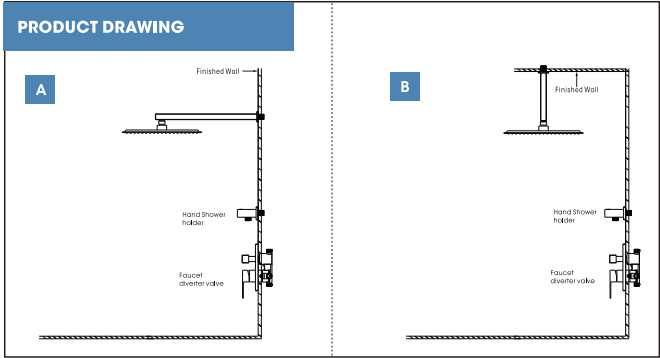 PRODUCT DRAWING
A
Finished Wall
Hand Shower
holder
Faucet
diverter valve
B
Finished Wall
Hand Shower
holder
Faucet
diverter valve